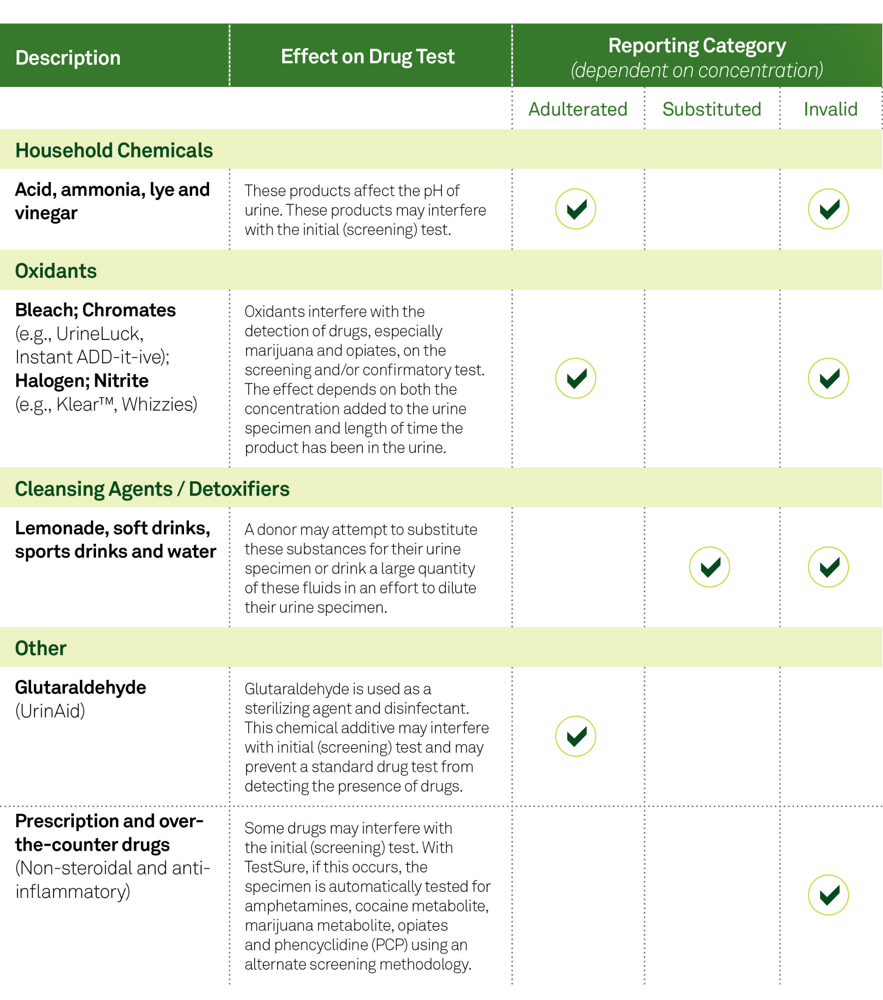 Description
Effect on Drug Test
Reporting Category
(dependent on concentration)
Adulterated
Substituted
Invalid
Household Chemicals
Acid, ammonia, lye and
vinegar
These products affect the pH of
urine. These products may interfere
with the initial (screening) test.
Oxidants
Bleach; Chromates
(e.g., UrineLuck,
Instant ADD-it-ive);
Halogen; Nitrite
(e.g., Klear™, Whizzies)
Oxidants interfere with the
detection of drugs, especially
marijuana and opiates, on the
screening and/or confirmatory test.
The effect depends on both the
concentration added to the urine
specimen and length of time the
product has been in the urine.
Cleansing Agents / Detoxifiers
Lemonade, soft drinks,
sports drinks and water
A donor may attempt to substitute
these substances for their urine
specimen or drink a large quantity
of these fluids in an effort to dilute
their urine specimen.
Other
Glutaraldehyde
(UrinAid)
Glutaraldehyde is used as a
sterilizing agent and disinfectant.
This chemical additive may interfere
with initial (screening) test and may
prevent a standard drug test from
detecting the presence of drugs.
Prescription and over-
the-counter drugs
(Non-steroidal and anti-
inflammatory)
Some drugs may interfere with
the initial (screening) test. With
TestSure, if this occurs, the
specimen is automatically tested for
amphetamines, cocaine metabolite,
marijuana metabolite, opiates
and phencyclidine (PCP) using an
alternate screening methodology.